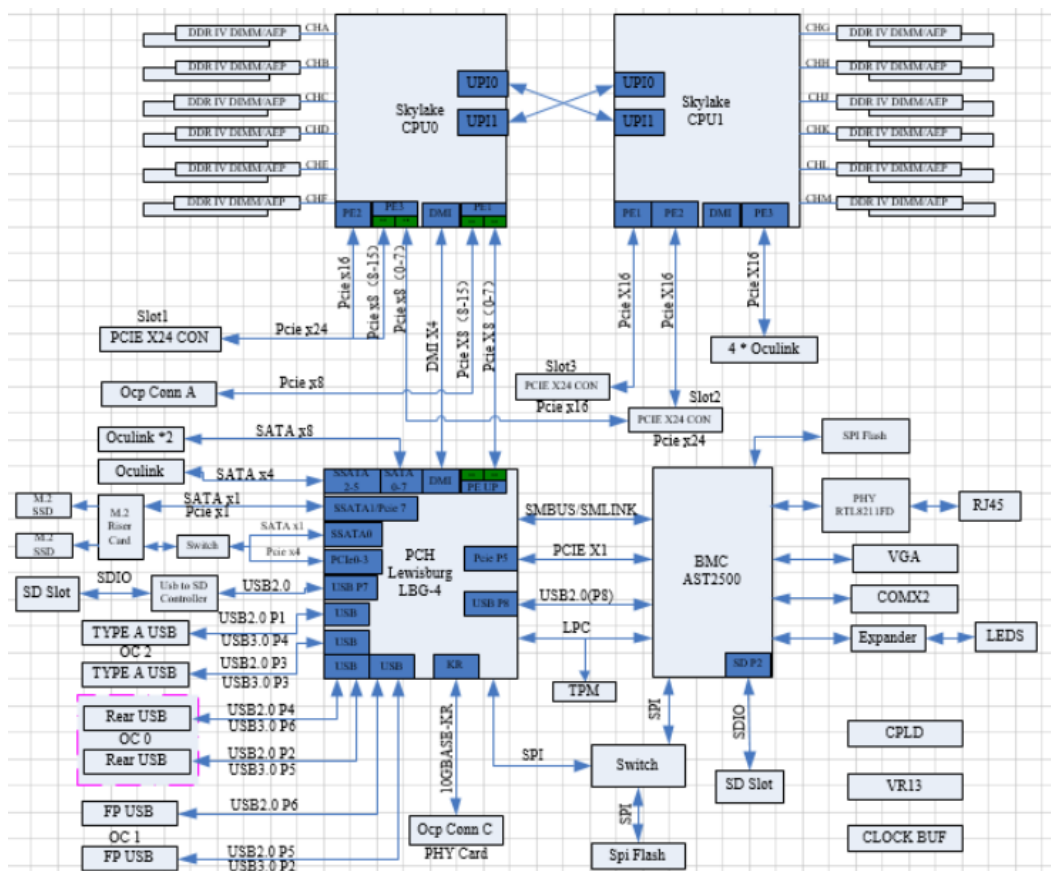 DDR IV DIMM/AEP
CHA
DDR IV DIMM/AEP
CHB
DDR IV DIMM/AEP
CHC
DDR IV DIMM/AEP
CHD
DDR IV DIMM/AEP
CHE
DDR IV DIMM/AEP
CHF
Skylake
CPU0
UPI0
UPI1
PE2
PE3
DMI
PE1
Skylake
CPU1
UPI0
UPI1
PE1
PE2
DMI
PE3
CHG
DDR IV DIMM/AEP
CHH
DDR IV DIMM/AEP
CHJ
DDR IV DIMM/AEP
CHK
DDR IV DIMM/AEP
CHL
DDR IV DIMM/AEP
CHM
DDR IV DIMM/AEP
Pcie x16
Pcie x8 (8-15)
Pcie x8 (0-7)
DMI X4
Pcie X8 (8-15)
Pcie X8 (0-7)
Pcie X16
Pcie X16
Pcie X16
Slot1
PCIE X24 CON
Pcie x24
4 * Oculink
Slot3
PCIE X24 CON
Pcie x16
Slot2
PCIE X24 CON
Pcie x24
Ocp Conn A
Pcie x8
Oculink *2
SATA x8
Oculink
SATA x4
SSATA
2-5
SATA
0-7
DMI
PE UP
SSATA1/Pcie 7
SSATA0
PCIe0-3
USB P7
USB
USB
USB
USB
KR
Pcie P5
USB P8
PCH
Lewisburg
LBG-4
M.2
SSD
M.2
SSD
M.2
Riser
Card
SATA x1
Pcie x1
Switch
SATA x1
Pcie x4
SD Slot
SDIO
Usb to SD
Controller
USB2.0
TYPE A USB
USB2.0 P1
USB3.0 P4
OC 2
TYPE A USB
USB2.0 P3
USB3.0 P3
Rear USB
USB2.0 P4
USB3.0 P6
OC 0
Rear USB
USB2.0 P2
USB3.0 P5
FP USB
USB2.0 P6
OC 1
FP USB
USB2.0 P5
USB3.0 P2
10GBASE-KR
Ocp Conn C
PHY Card
SMBUS/SMLINK
PCIE X1
USB2.0(P8)
LPC
TPM
SPI
SPI
Switch
SPI
Spi Flash
BMC
AST2500
SD P2
SDIO
SD Slot
SPI Flash
PHY
RTL8211FD
RJ45
VGA
COMX2
Expander
LEDS
CPLD
VR13
CLOCK BUF